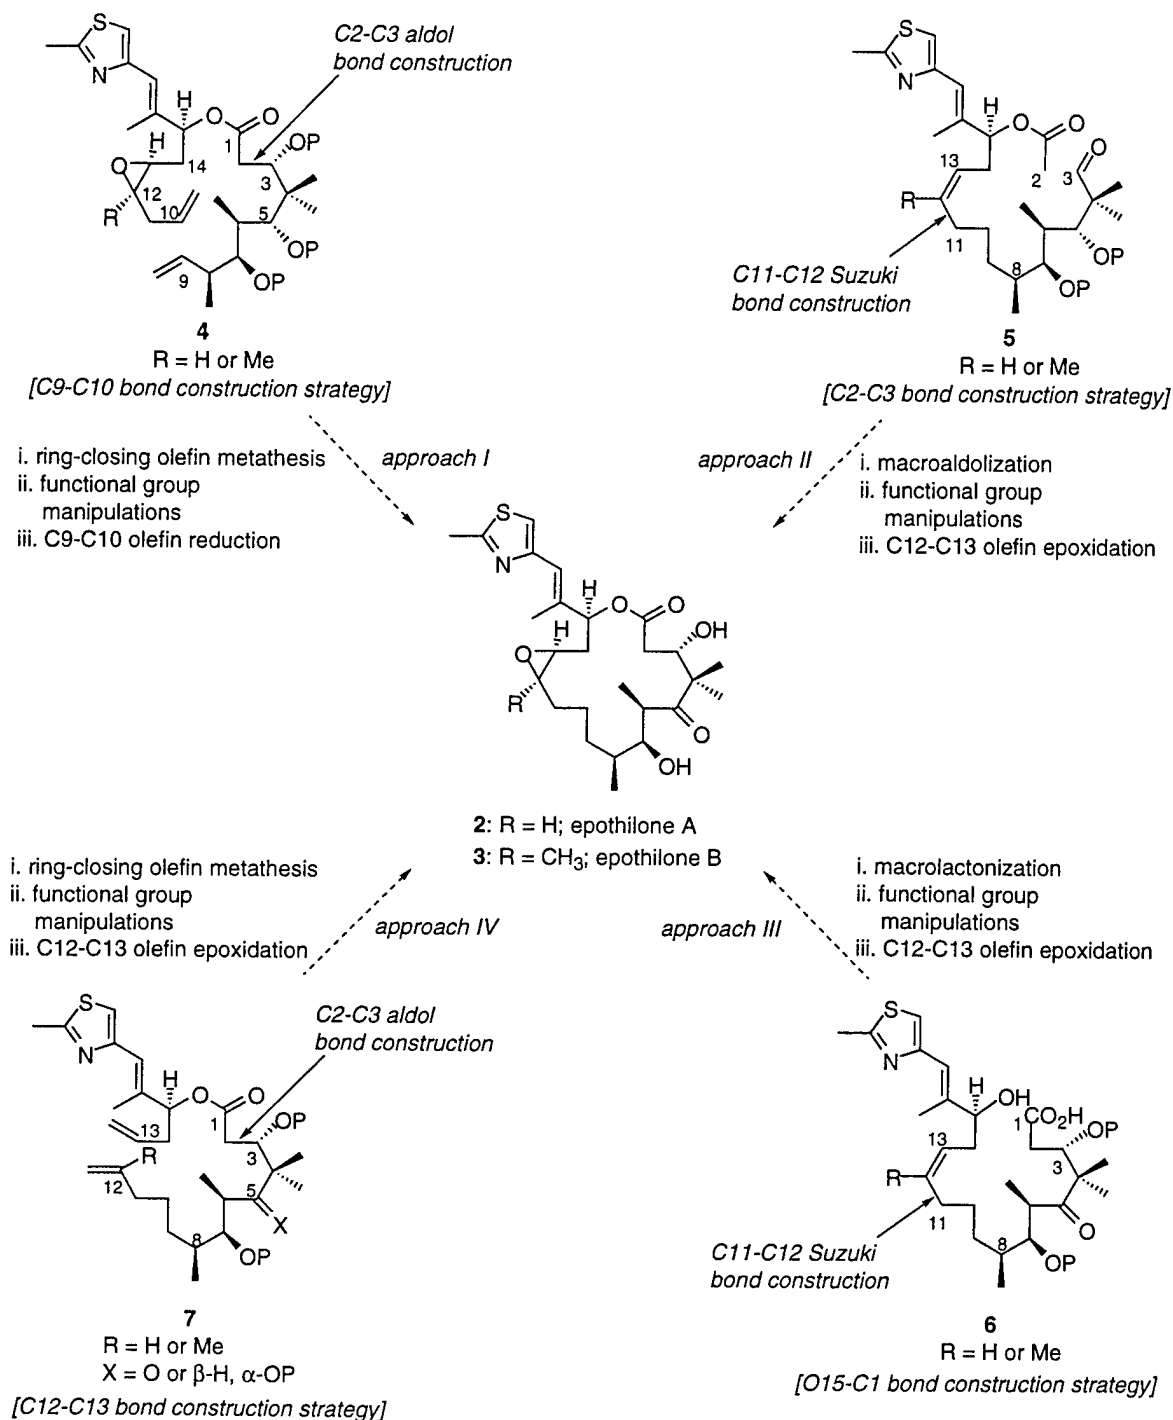 S
N
H
O
O
H
O
1
OP
14
3
12
R
10
5
OP
9
OP
C2-C3 aldol
bond construction
4
R = H or Me
[C9-C10 bond construction strategy]
S
N
H
O
O
13
2
O
3
R
11
8
OP
OP
C11-C12 Suzuki
bond construction
5
R = H or Me
[C2-C3 bond construction strategy]
i. ring-closing olefin metathesis
ii. functional group
manipulations
iii. C9-C10 olefin reduction
approach I
approach II
i. macroaldolization
ii. functional group
manipulations
iii. C12-C13 olefin epoxidation
S
N
H
O
O
H
O
OH
R
O
OH
2: R = H; epothilone A
3: R = CH3; epothilone B
i. ring-closing olefin metathesis
ii. functional group
manipulations
iii. C12-C13 olefin epoxidation
approach IV
approach III
i. macrolactonization
ii. functional group
manipulations
iii. C12-C13 olefin epoxidation
S
N
H
O
O
1
OP
13
3
R
12
5
X
8
OP
C2-C3 aldol
bond construction
7
R = H or Me
X = O or β-H, α-OP
[C12-C13 bond construction strategy]
S
N
H
OH
1
CO2H
OP
13
3
R
11
O
8
OP
C11-C12 Suzuki
bond construction
6
R = H or Me
[O15-C1 bond construction strategy]